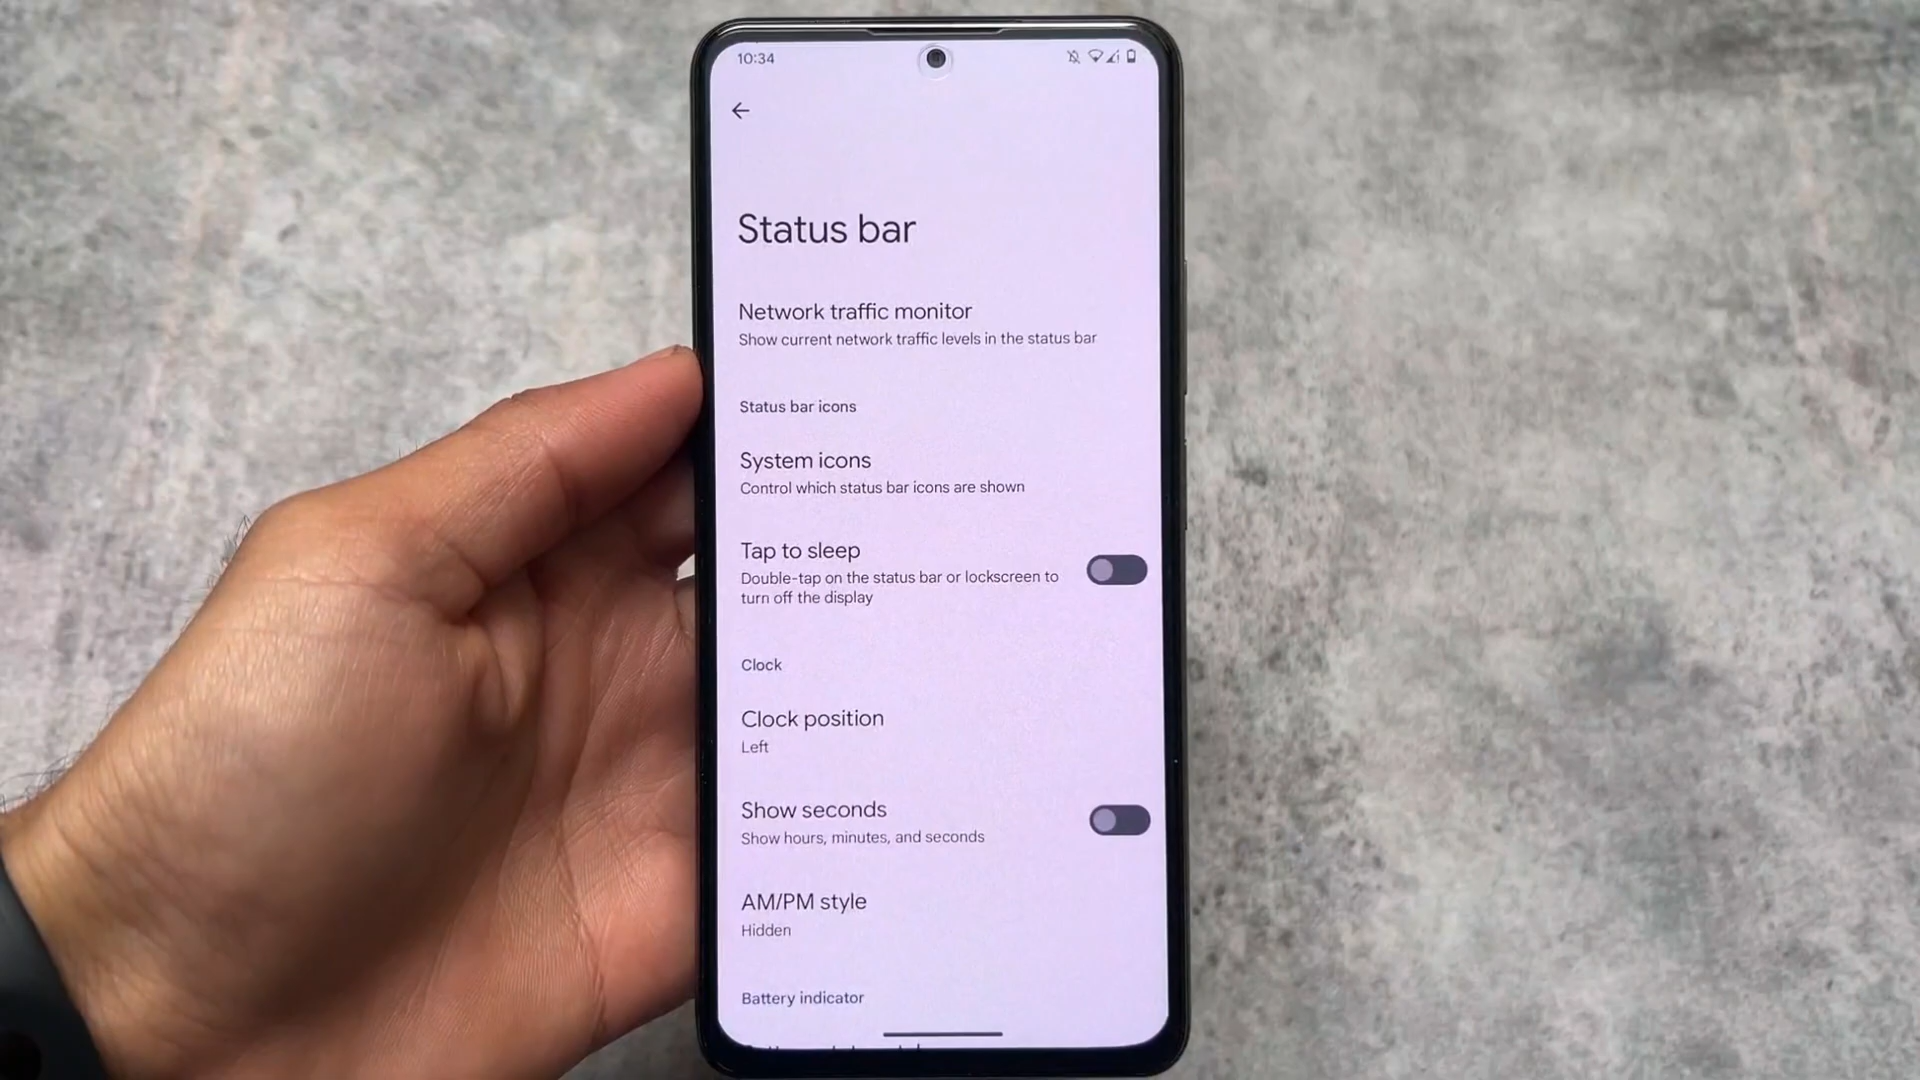 10:34
Status bar
Network traffic monitor
Show current network traffic levels in the status bar
Status bar icons
System icons
Control which status bar icons are shown
Tap to sleep
Double-tap on the status bar or lockscreen to
turn off the display
Clock
Clock position
Left
Show seconds
Show hours, minutes, and seconds
AM/PM style
Hidden
Battery indicator